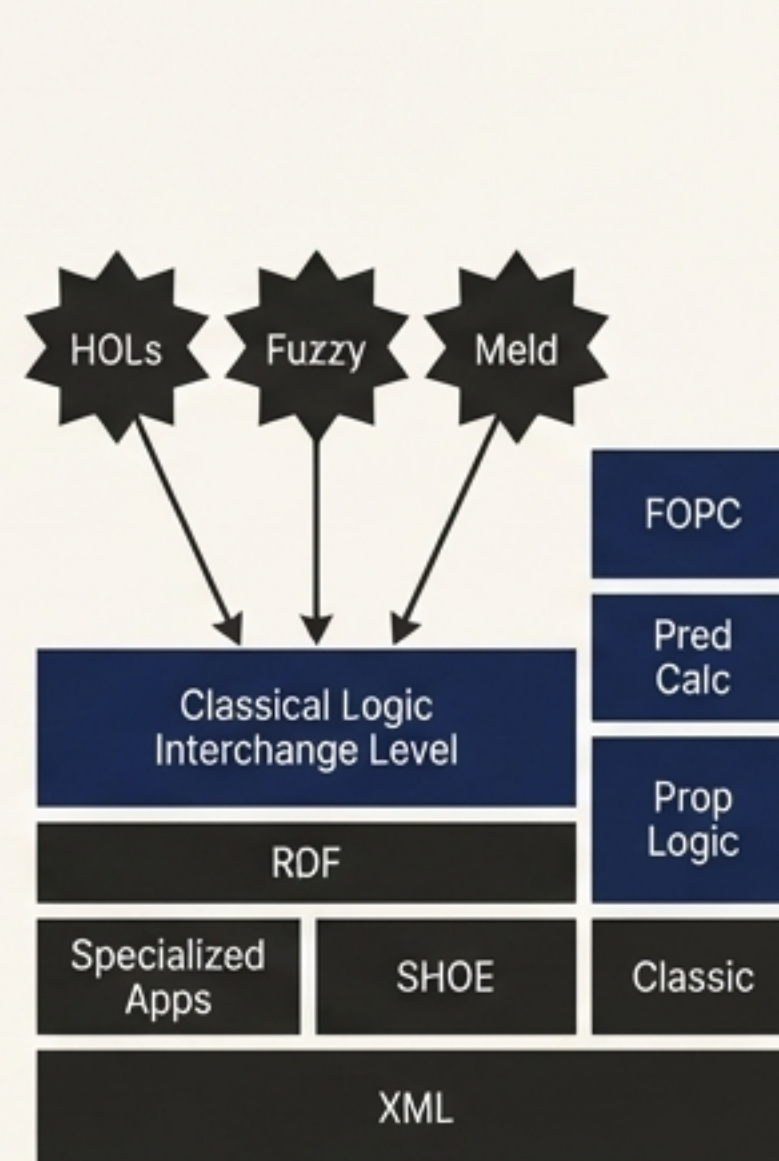 HOLs
Fuzzy
Meld
FOPC
Pred
Calc
Classical Logic
Interchange Level
Prop
Logic
RDF
Specialized
Apps
SHOE
Classic
XML